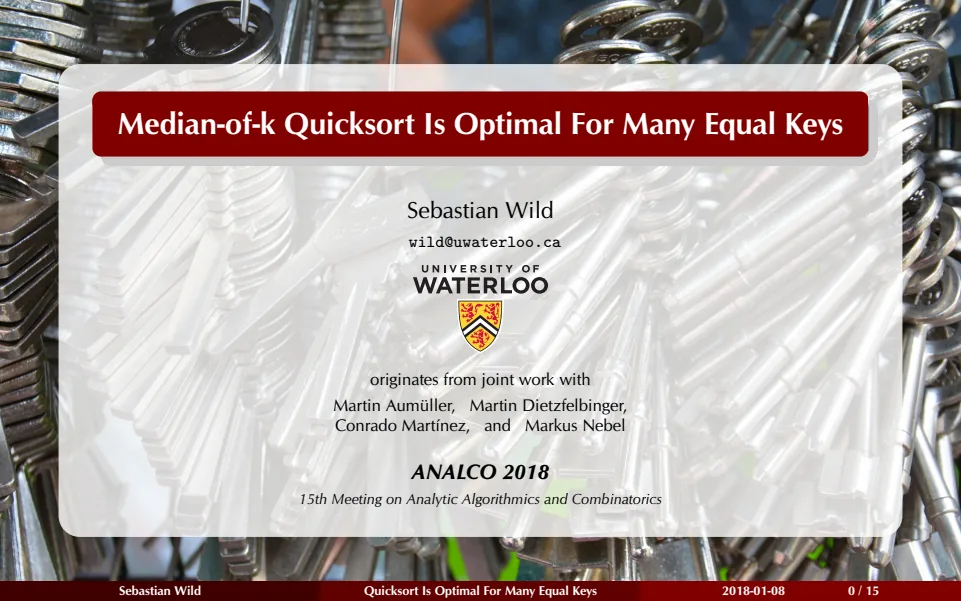 Median-of-k Quicksort Is Optimal For Many Equal Keys
Sebastian Wild
wild@uwaterloo.ca
UNIVERSITY OF
WATERLOO
originates from joint work with
Martin Aumüller, Martin Dietzfelbinger,
Conrado Martínez, and Markus Nebel
ANALCO 2018
15th Meeting on Analytic Algorithmics and Combinatorics
Sebastian Wild Quicksort Is Optimal For Many Equal Keys 2018-01-08 0 / 15